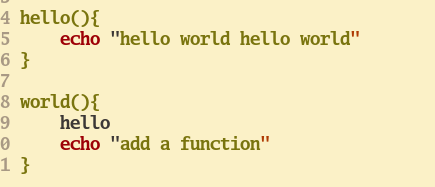 4 hello(){
5     echo "hello world hello world"
6 }
7
8 world(){
9     hello
0     echo "add a function"
1 }